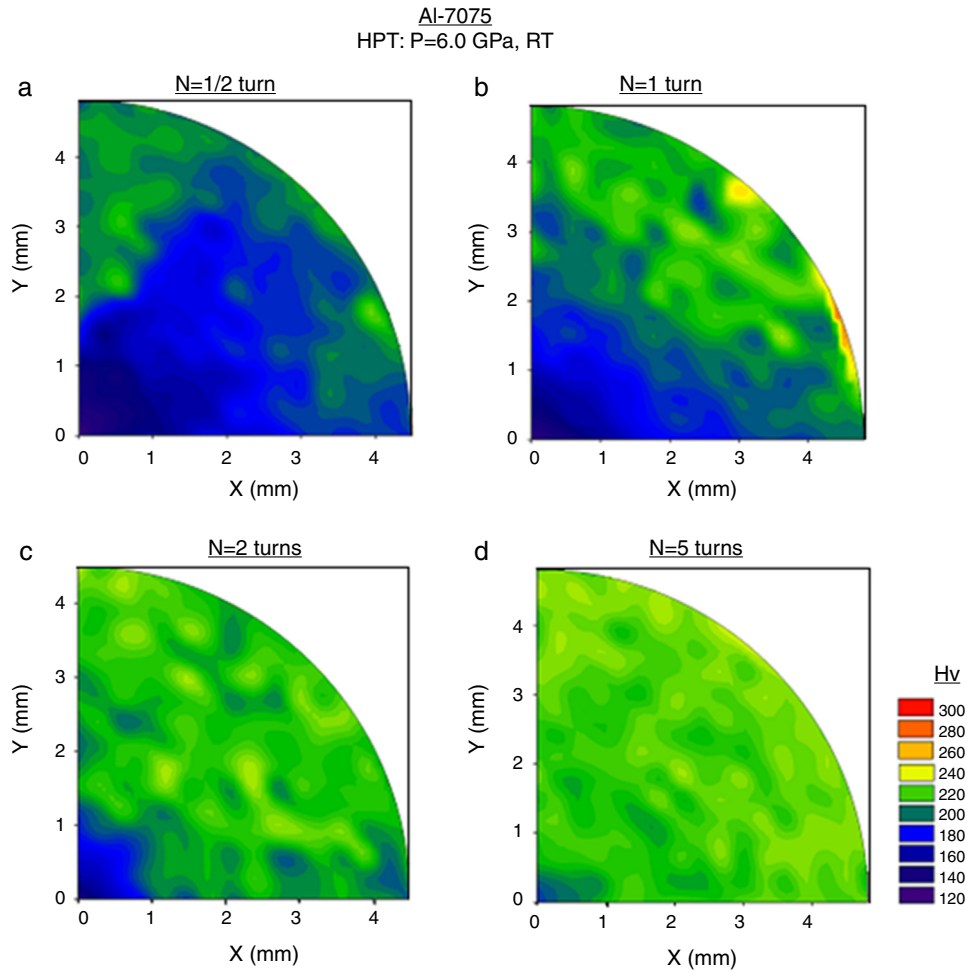 Al-7075
HPT: P=6.0 GPa, RT
a
N=1/2 turn
4
3
2
1
0
Y (mm)
0 1 2 3 4
X (mm)
b
N=1 turn
4
3
2
1
0
Y (mm)
0 1 2 3 4
X (mm)
c
N=2 turns
4
3
2
1
0
Y (mm)
0 1 2 3 4
X (mm)
d
N=5 turns
4
3
2
1
0
Y (mm)
0 1 2 3 4
X (mm)
Hv
300
280
260
240
220
200
180
160
140
120